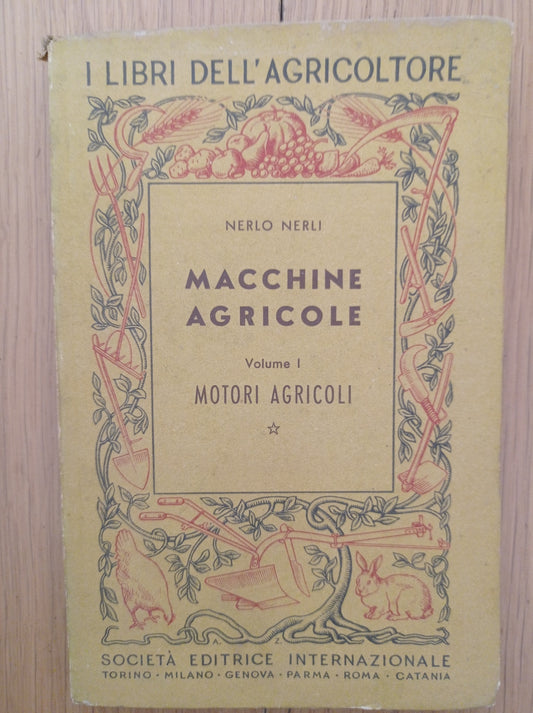 I LIBRI DELL'AGRICOLTORE
NERLO NERLI
MACCHINE
AGRICOLE
Volume I
MOTORI AGRICOLI
A. Z.
SOCIETÀ EDITRICE INTERNAZIONALE
TORINO · MILANO · GENOVA · PARMA · ROMA · CATANIA